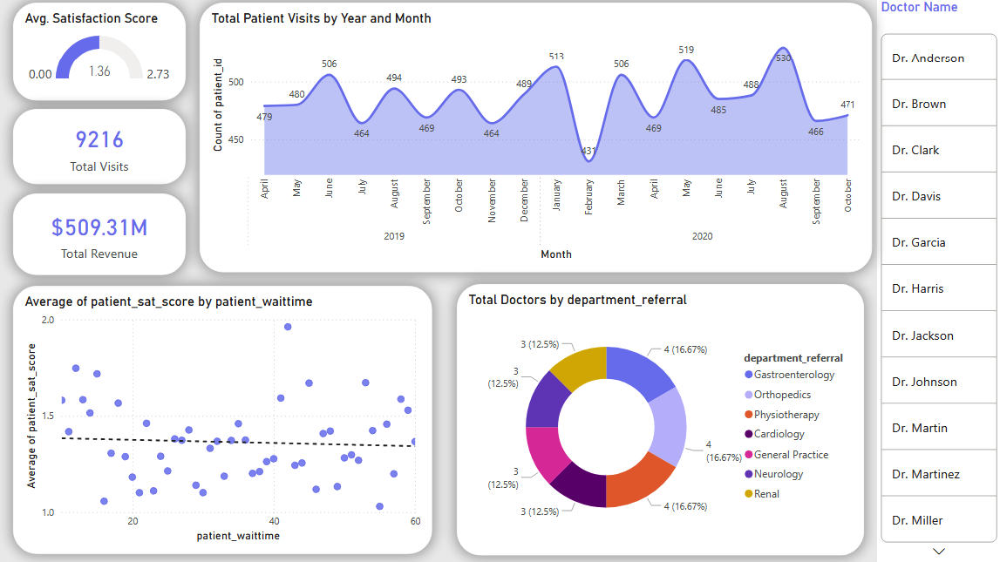 Avg. Satisfaction Score
0.00
1.36
2.73
9216
Total Visits
$509.31M
Total Revenue
Total Patient Visits by Year and Month
Count of patient_id
500
450
479
480
506
464
494
469
493
464
489
513
431
506
469
519
485
488
530
466
471
April
May
June
July
August
September
October
November
December
January
February
March
April
May
June
July
August
September
October
2019
2020
Month
Average of patient_sat_score by patient_waittime
Average of patient_sat_score
2.0
1.5
1.0
20
40
60
patient_waittime
Total Doctors by department_referral
3 (12.5%)
4 (16.67%)
3
(12.5%)
4
(16.67%)
3
(12.5%)
3 (12.5%)
4 (16.67%)
department_referral
Gastroenterology
Orthopedics
Physiotherapy
Cardiology
General Practice
Neurology
Renal
Doctor Name
Dr. Anderson
Dr. Brown
Dr. Clark
Dr. Davis
Dr. Garcia
Dr. Harris
Dr. Jackson
Dr. Johnson
Dr. Martin
Dr. Martinez
Dr. Miller